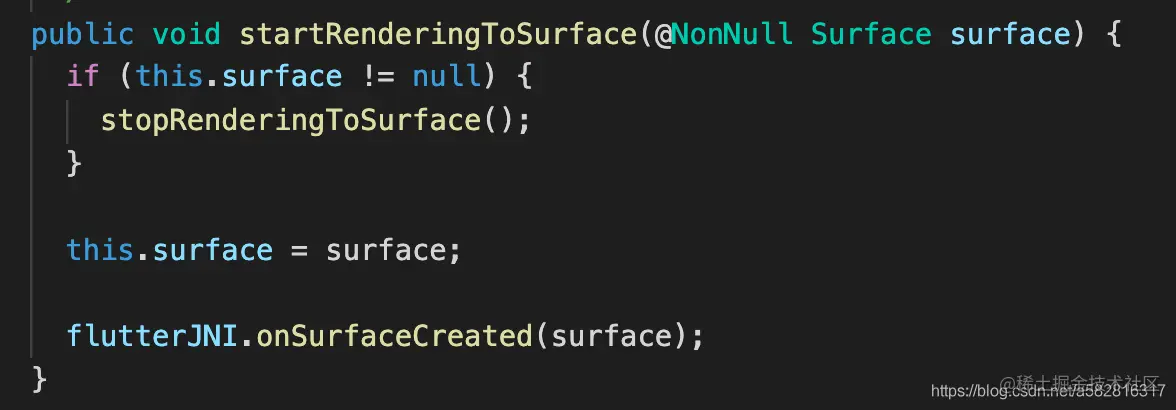 public void startRenderingToSurface(@NonNull Surface surface) {
if (this.surface != null) {
stopRenderingToSurface();
}
this.surface = surface;
flutterJNI.onSurfaceCreated(surface);
}
@稀土掘金技术社区
https://blog.csdn.net/a582816317